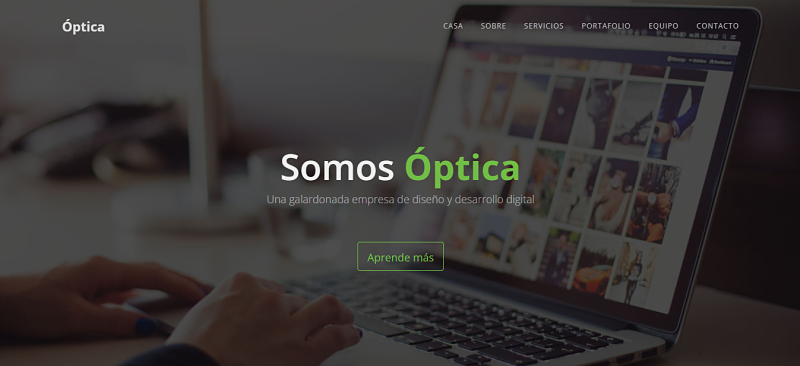 Óptica
CASA SOBRE SERVICIOS PORTAFOLIO EQUIPO CONTACTO
Somos Óptica
Una galardonada empresa de diseño y desarrollo digital
Aprende más